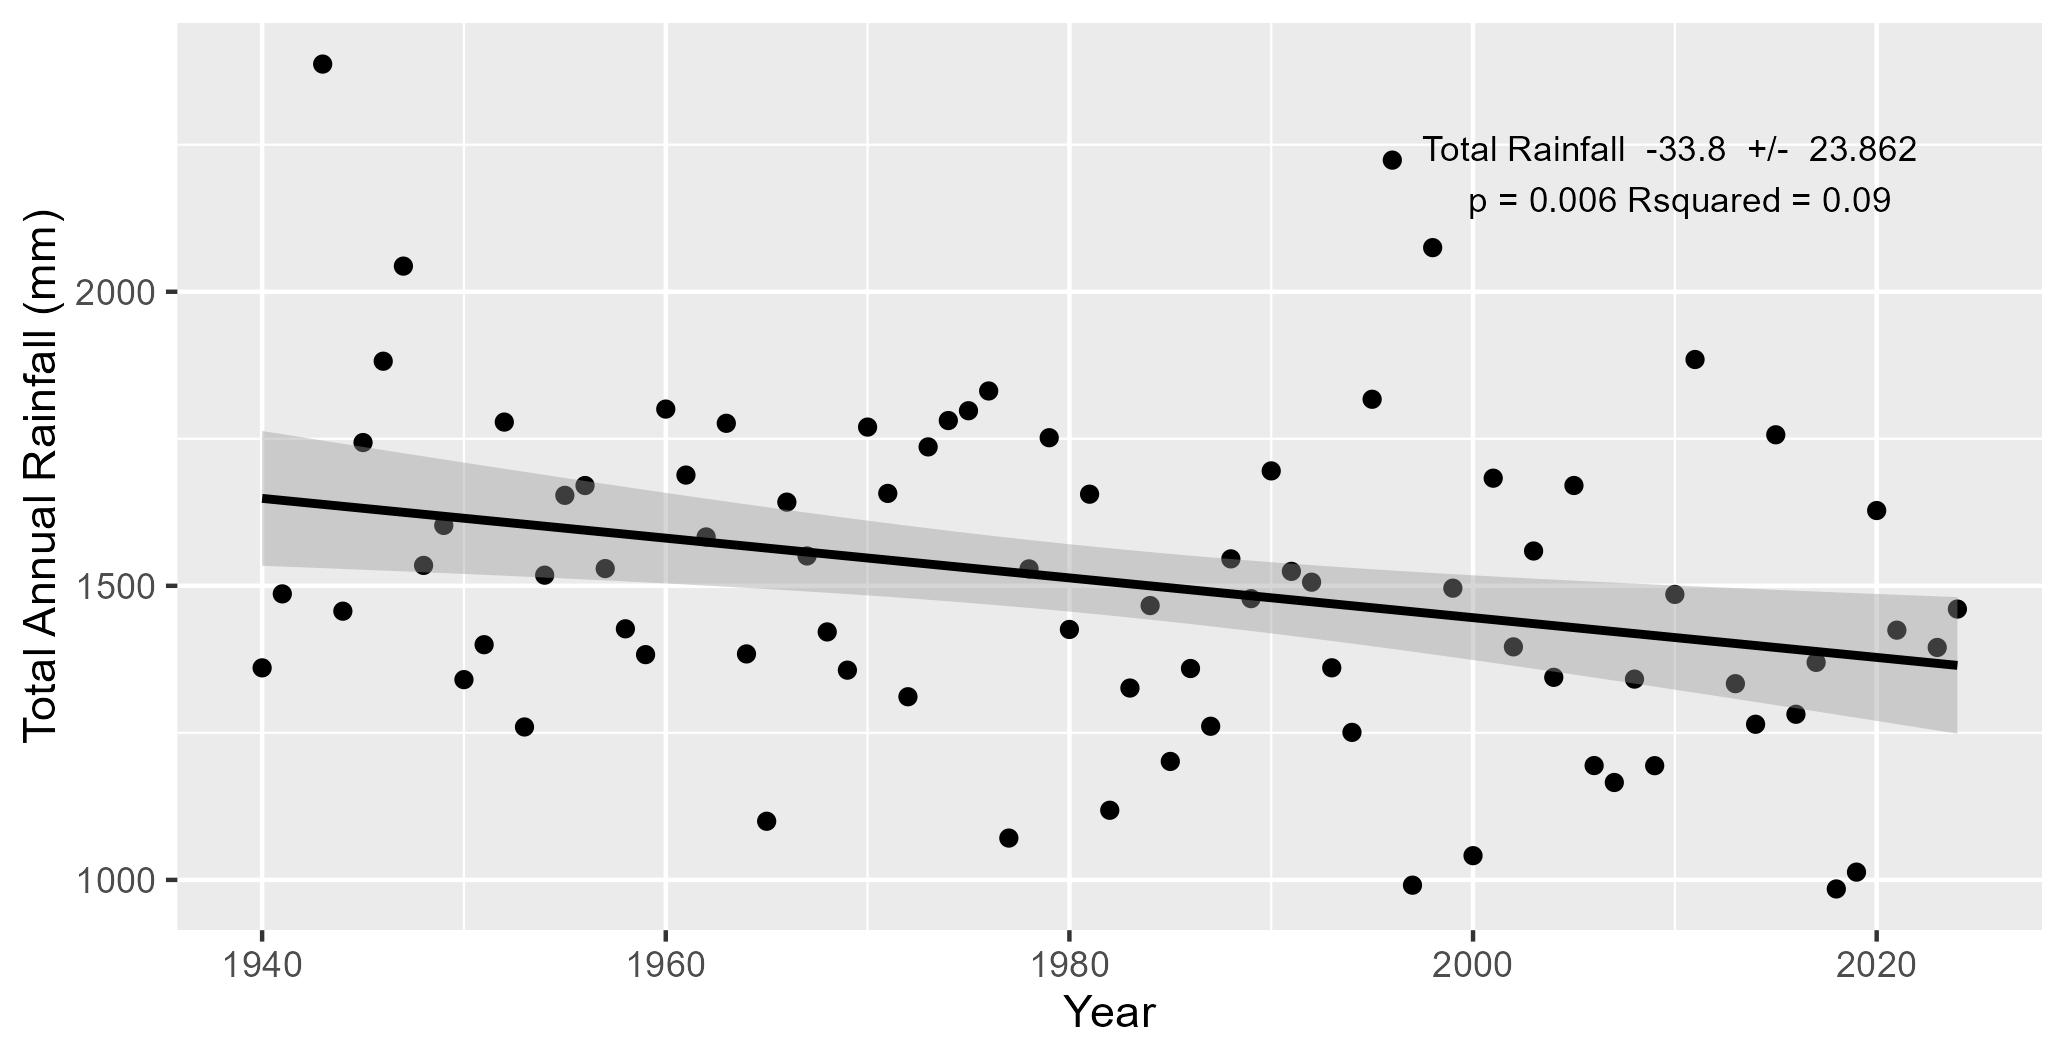 Total Rainfall -33.8 +/- 23.862
p = 0.006 Rsquared = 0.09
Total Annual Rainfall (mm)
2000
1500
1000
1940 1960 1980 2000 2020
Year